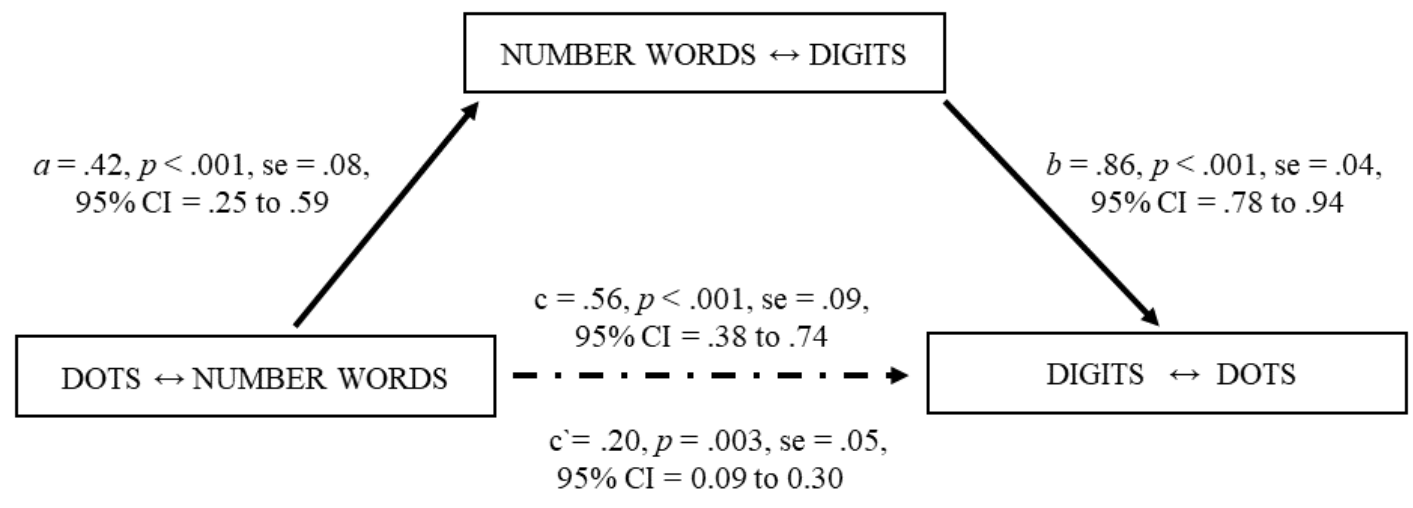 NUMBER WORDS ↔ DIGITS
a = .42, p < .001, se = .08,
95% CI = .25 to .59
b = .86, p < .001, se = .04,
95% CI = .78 to .94
c = .56, p < .001, se = .09,
95% CI = .38 to .74
DOTS ↔ NUMBER WORDS
DIGITS ↔ DOTS
c`= .20, p = .003, se = .05,
95% CI = 0.09 to 0.30